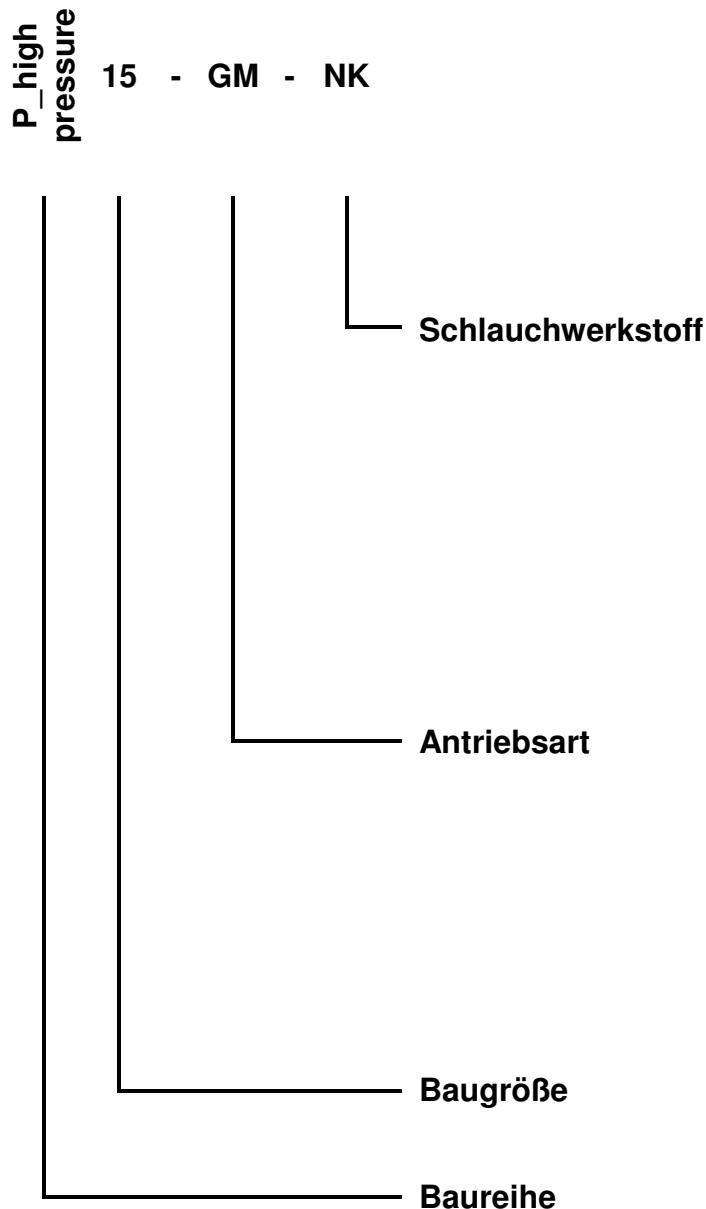 P_high
pressure
15 - GM - NK
Schlauchwerkstoff
Antriebsart
Baugröße
Baureihe